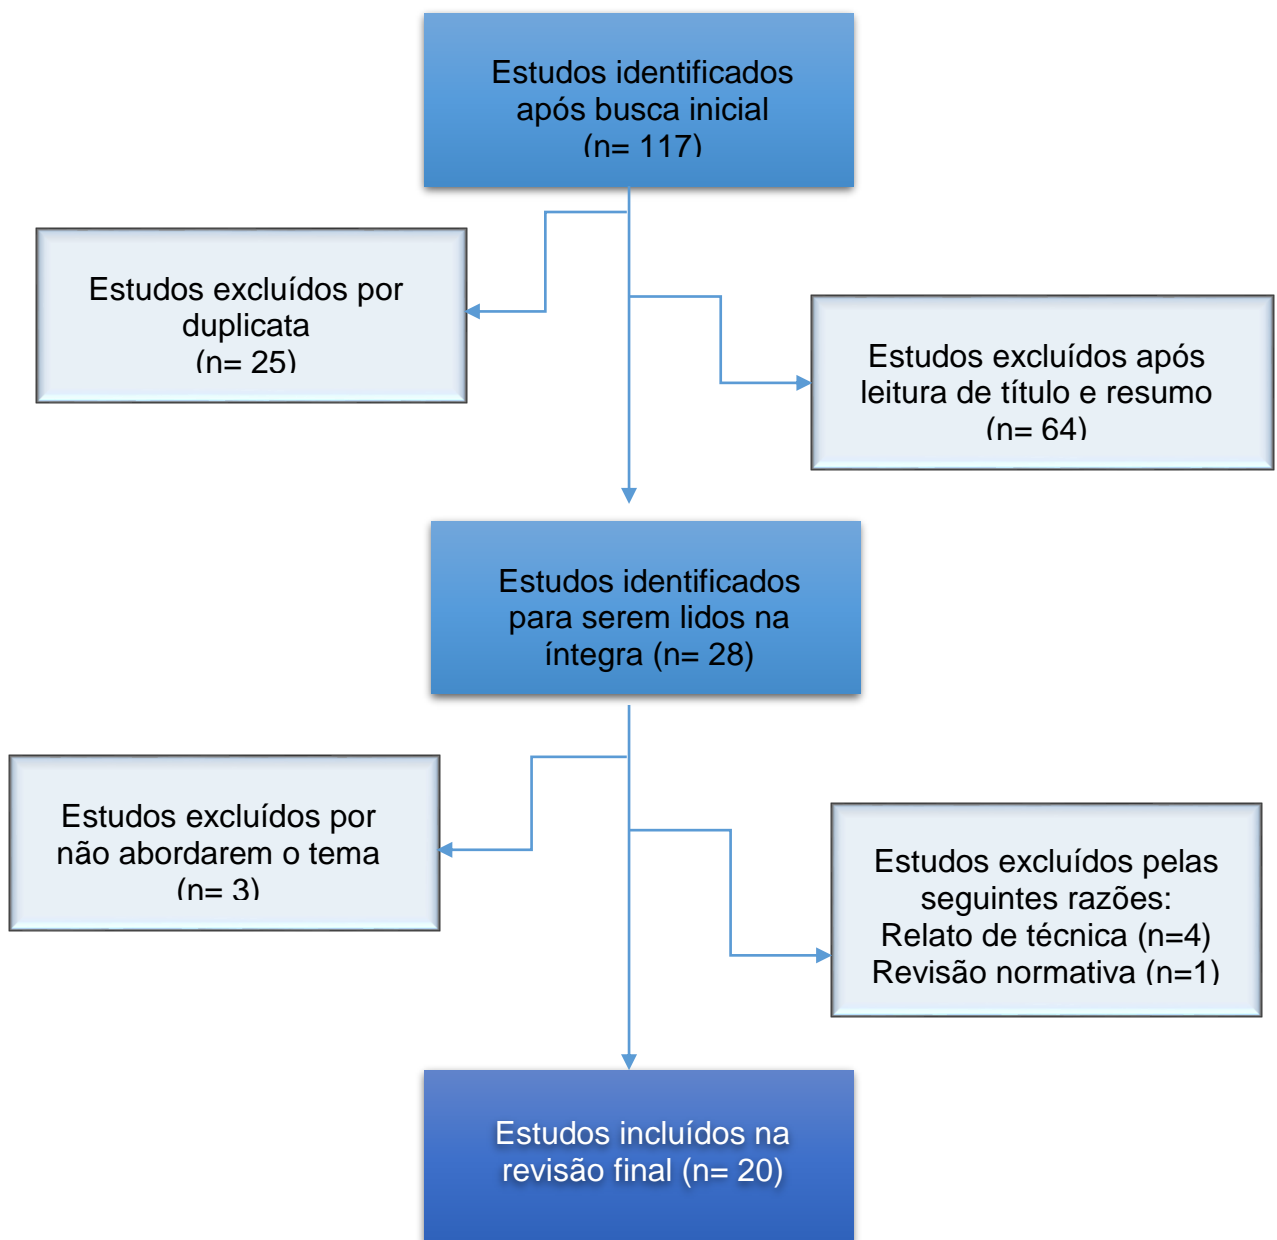 Estudos identificados
após busca inicial
(n= 117)
Estudos excluídos por
duplicata
(n= 25)
Estudos excluídos após
leitura de título e resumo
(n= 64)
Estudos identificados
para serem lidos na
íntegra (n= 28)
Estudos excluídos por
não abordarem o tema
(n= 3)
Estudos excluídos pelas
seguintes razões:
Relato de técnica (n=4)
Revisão normativa (n=1)
Estudos incluídos na
revisão final (n= 20)